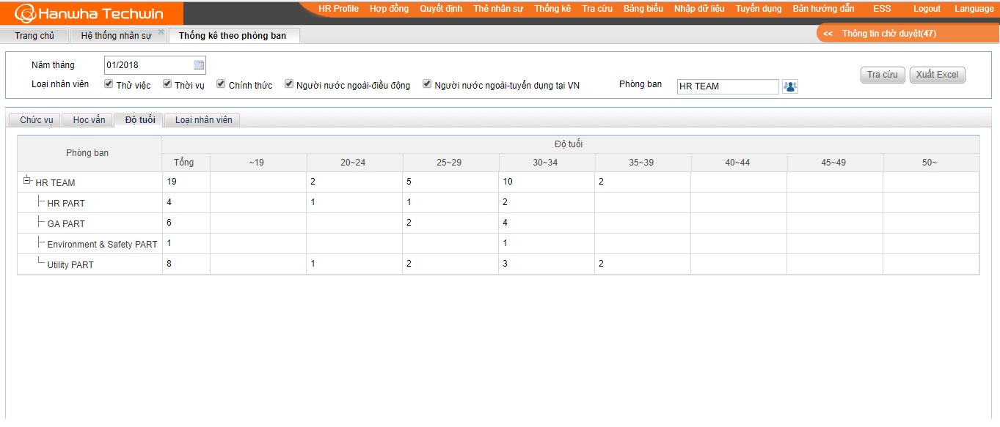 Hanwha Techwin
HR Profile Hợp đồng Quyết định Thẻ nhân sự Thống kê Tra cứu Bảng biểu Nhập dữ liệu Tuyển dụng Bản hướng dẫn ESS Logout Language
Trang chủ Hệ thống nhân sự Thống kê theo phòng ban << Thông tin chờ duyệt(47)
Năm tháng 01/2018
Tra cứu Xuất Excel
Loại nhân viên Thử việc Thời vụ Chính thức Người nước ngoài-điều động Người nước ngoài-tuyển dụng tại VN Phòng ban HR TEAM
Chức vụ Học vấn Độ tuổi Loại nhân viên
Phòng ban Độ tuổi
Tổng ~19 20~24 25~29 30~34 35~39 40~44 45~49 50~
HR TEAM 19 2 5 10 2
HR PART 4 1 1 2
GA PART 6 2 4
Environment & Safety PART 1 1
Utility PART 8 1 2 3 2